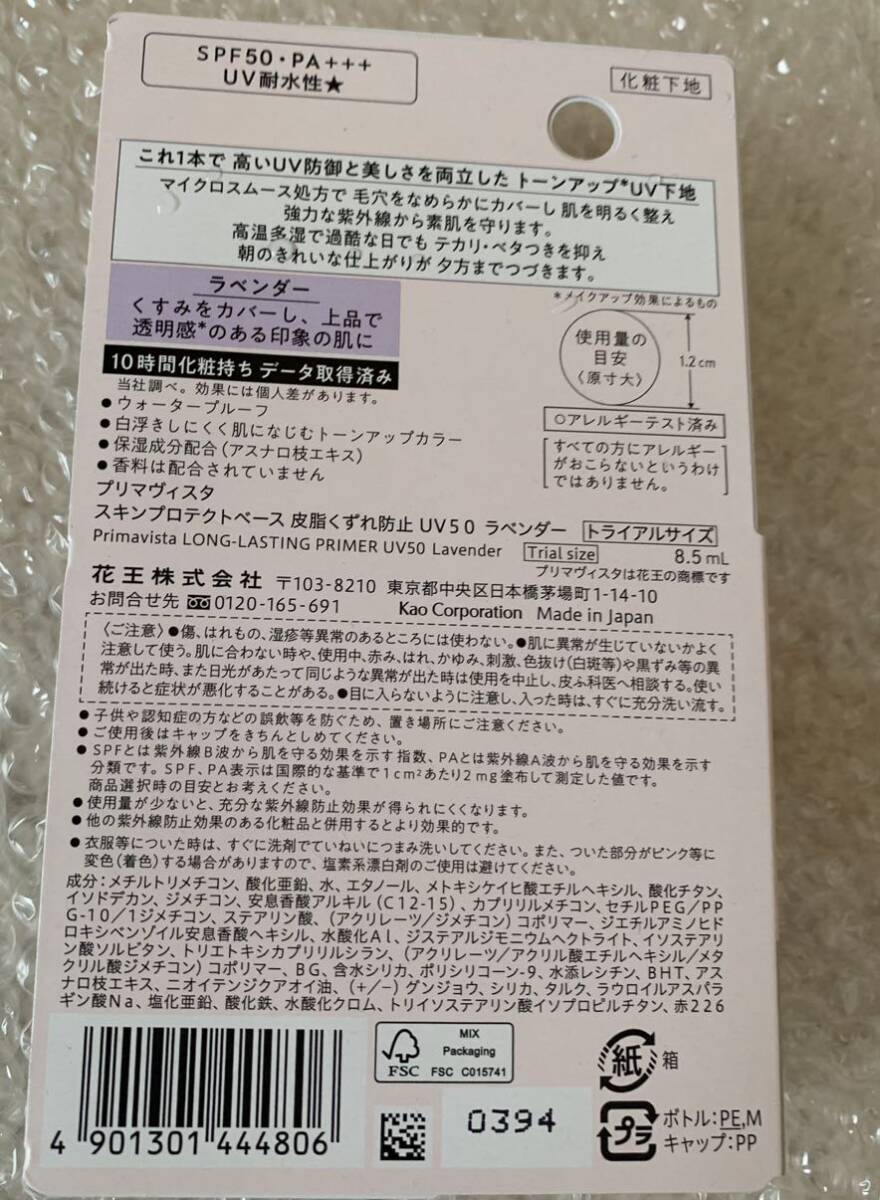 SPF50・PA+++
UV耐水性★
化粧下地
これ1本で 高いUV防御と美しさを両立した トーンアップ*UV下地
マイクロスムース処方で 毛穴をなめらかにカバーし 肌を明るく整え
強力な紫外線から素肌を守ります。
高温多湿で過酷な日でも テカリ・ベタつきを抑え
朝のきれいな仕上がりが 夕方までつづきます。
*メイクアップ効果によるもの
ラベンダー
くすみをカバーし、上品で
透明感*のある印象の肌に
10時間化粧持ち データ取得済み
当社調べ。効果には個人差があります。
●ウォータープルーフ
●白浮きしにくく肌になじむトーンアップカラー
●保湿成分配合(アスナロ枝エキス)
●香料は配合されていません
使用量の
目安
〈原寸大〉
1.2cm
○アレルギーテスト済み
すべての方にアレルギー
がおこらないというわけ
ではありません。
プリマヴィスタ
スキンプロテクトベース 皮脂くずれ防止 UV50 ラベンダー トライアルサイズ
Primavista LONG-LASTING PRIMER UV50 Lavender Trial size 8.5mL
プリマヴィスタは花王の商標です
花王株式会社 〒103-8210 東京都中央区日本橋茅場町1-14-10
お問合せ先 0120-165-691 Kao Corporation Made in Japan
〈ご注意〉●傷、はれもの、湿疹等異常のあるところには使わない。●肌に異常が生じていないかよく
注意して使う。肌に合わない時や、使用中、赤み、はれ、かゆみ、刺激、色抜け(白斑等)や黒ずみ等の異
常が出た時、また日光があたって同じような異常が出た時は使用を中止し、皮ふ科医へ相談する。使い
続けると症状が悪化することがある。●目に入らないように注意し、入った時は、すぐに充分洗い流す。
●子供や認知症の方などの誤飲等を防ぐため、置き場所にご注意ください。
●ご使用後はキャップをきちんとしめてください。
●SPFとは紫外線B波から肌を守る効果を示す指数、PAとは紫外線A波から肌を守る効果を示す
分類です。SPF、PA表示は国際的な基準で1cm²あたり2mg塗布して測定した値です。
商品選択時の目安とお考えください。
●使用量が少ないと、充分な紫外線防止効果が得られにくくなります。
●他の紫外線防止効果のある化粧品と併用するとより効果的です。
●衣服等についた時は、すぐに洗剤でていねいにつまみ洗いしてください。また、ついた部分がピンク等に
変色(着色)する場合がありますので、塩素系漂白剤のご使用は避けてください。
成分：メチルトリメチコン、酸化亜鉛、水、エタノール、メトキシケイヒ酸エチルヘキシル、酸化チタン、
イソドデカン、ジメチコン、安息香酸アルキル(C12-15)、カプリリルメチコン、セチルPEG/PP
G-10/1ジメチコン、ステアリン酸、(アクリレーツ/ジメチコン)コポリマー、ジエチルアミノヒド
ロキシベンゾイル安息香酸ヘキシル、水酸化Al、ジステアルジモニウムヘクトライト、イソステアリ
ン酸ソルビタン、トリエトキシカプリリルシラン、(アクリレーツ/アクリル酸エチルヘキシル/メタ
クリル酸ジメチコン)コポリマー、BG、含水シリカ、ポリシリコーン-9、水添レシチン、BHT、アス
ナロ枝エキス、ニオイテンジクアオイ油、(+/-)グンジョウ、シリカ、タルク、ラウロイルアスパラ
ギン酸Na、塩化亜鉛、酸化鉄、水酸化クロム、トリイソステアリン酸イソプロピルチタン、赤226
4 901301 444806
FSC
MIX
Packaging
FSC C015741
0394
紙 箱
プラ ボトル:PE,M
キャップ:PP